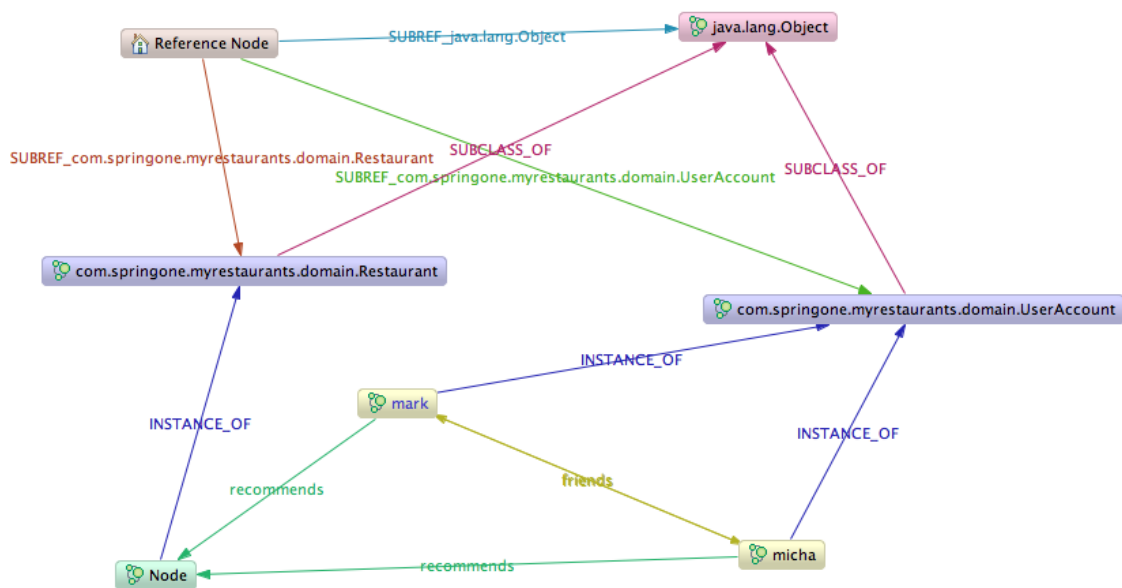 java.lang.Object
Reference Node
SUBREF_java.lang.Object
SUBREF_com.springone.myrestaurants.domain.Restaurant
SUBCLASS_OF
SUBCLASS_OF
SUBREF_com.springone.myrestaurants.domain.UserAccount
com.springone.myrestaurants.domain.Restaurant
com.springone.myrestaurants.domain.UserAccount
INSTANCE_OF
mark
INSTANCE_OF
INSTANCE_OF
friends
recommends
micha
recommends
Node